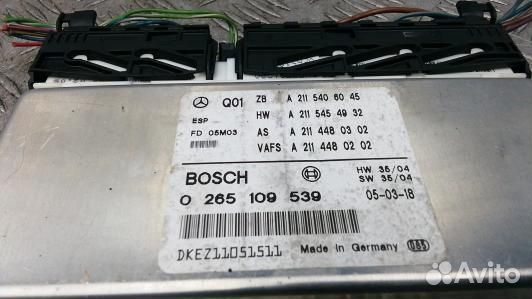 Q01 ZB A 211 540 60 45
HW A 211 545 49 32
ESP
FD 05M03 AS A 211 448 03 02
VAFS A 211 448 02 02
BOSCH HW 35/04
SW 35/04
0 265 109 539 05-03-18
DKEZ11051511 Made in Germany
Avito